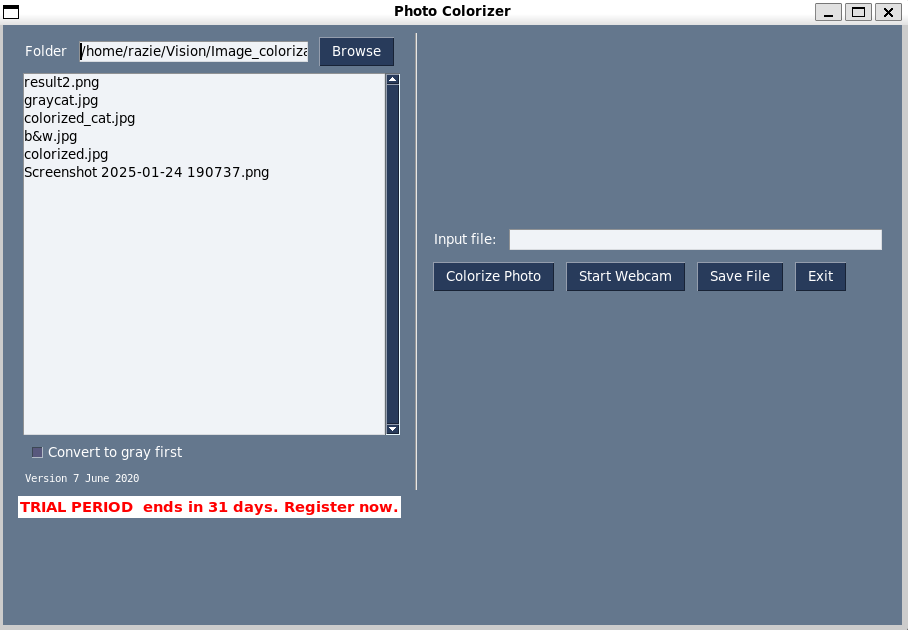 Photo Colorizer
Folder
/home/razie/Vision/Image_coloriza
Browse
result2.png
graycat.jpg
colorized_cat.jpg
b&w.jpg
colorized.jpg
Screenshot 2025-01-24 190737.png
Convert to gray first
Version 7 June 2020
TRIAL PERIOD  ends in 31 days. Register now.
Input file:
Colorize Photo
Start Webcam
Save File
Exit